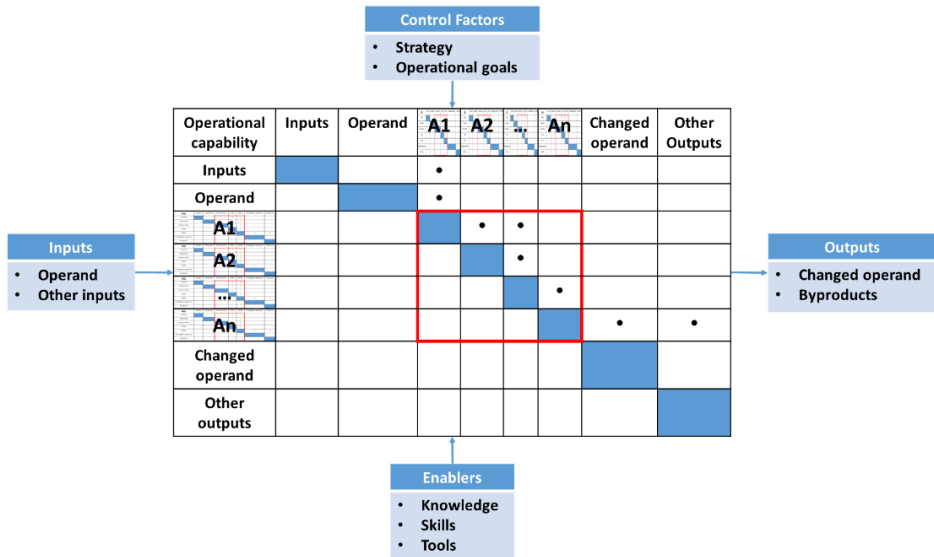 Control Factors
• Strategy
• Operational goals
Operational capability Inputs Operand A1 A2 ... An Changed operand Other Outputs
Inputs
Operand
A1
A2
...
An
Changed operand
Other outputs
Inputs
• Operand
• Other inputs
Outputs
• Changed operand
• Byproducts
Enablers
• Knowledge
• Skills
• Tools